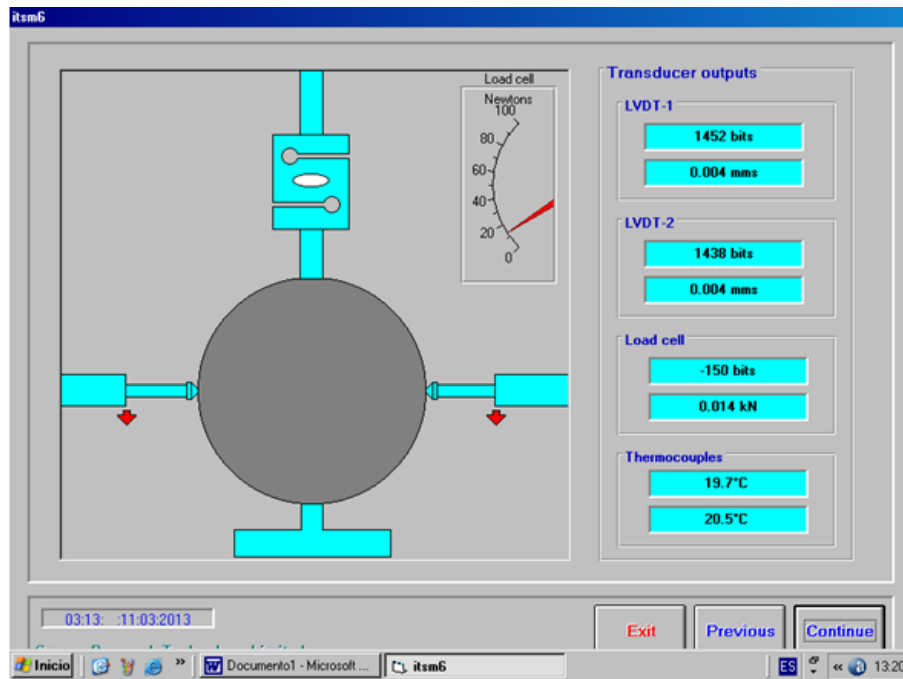 itsm6
Load cell
Newtons
100
80
60
40
20
0
Transducer outputs
LVDT-1
1452 bits
0.004 mms
LVDT-2
1438 bits
0.004 mms
Load cell
-150 bits
0.014 kN
Thermocouples
19.7°C
20.5°C
03:13: :11:03:2013
Exit
Previous
Continue
Inicio
»
Documento1 - Microsoft ...
itsm6
ES
«
13:20